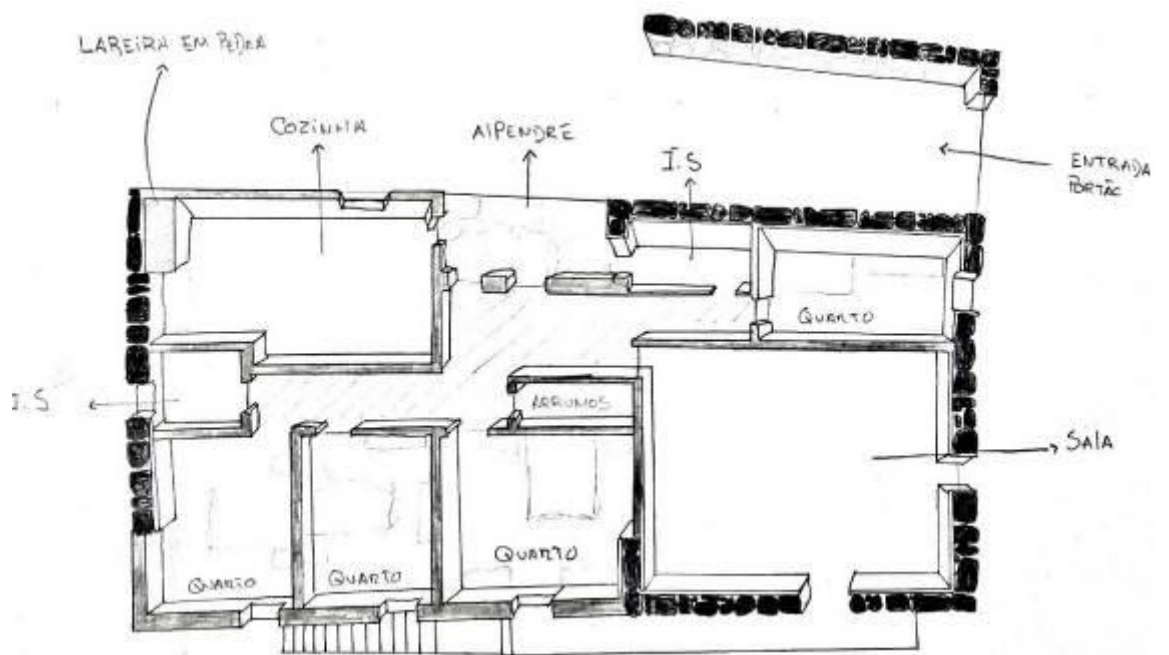 LAREIRA EM PEDRA
COZINHA
AlPENDRE
I.S
ENTRADA
PORTÃO
QUARTO
I.S
ARRUMOS
SALA
QUARTO
QUARTO
QUARTO